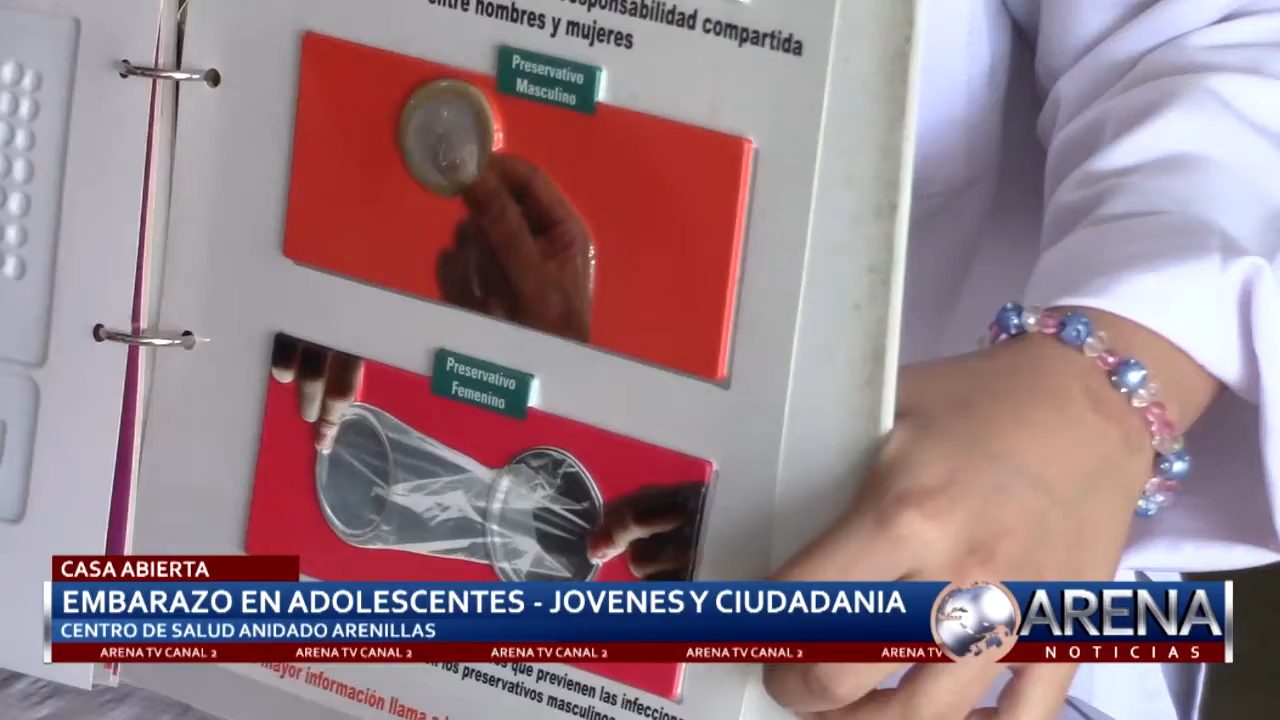 responsabilidad compartida
entre hombres y mujeres
Preservativo
Masculino
Preservativo
Femenino
CASA ABIERTA
EMBARAZO EN ADOLESCENTES - JOVENES Y CIUDADANIA
CENTRO DE SALUD ANIDADO ARENILLAS
ARENA
NOTICIAS
ARENA TV CANAL 2 ARENA TV CANAL 2 ARENA TV CANAL 2 ARENA TV CANAL 2 ARENA TV
que previenen las
los preservativos masculinos
mayor información llama a